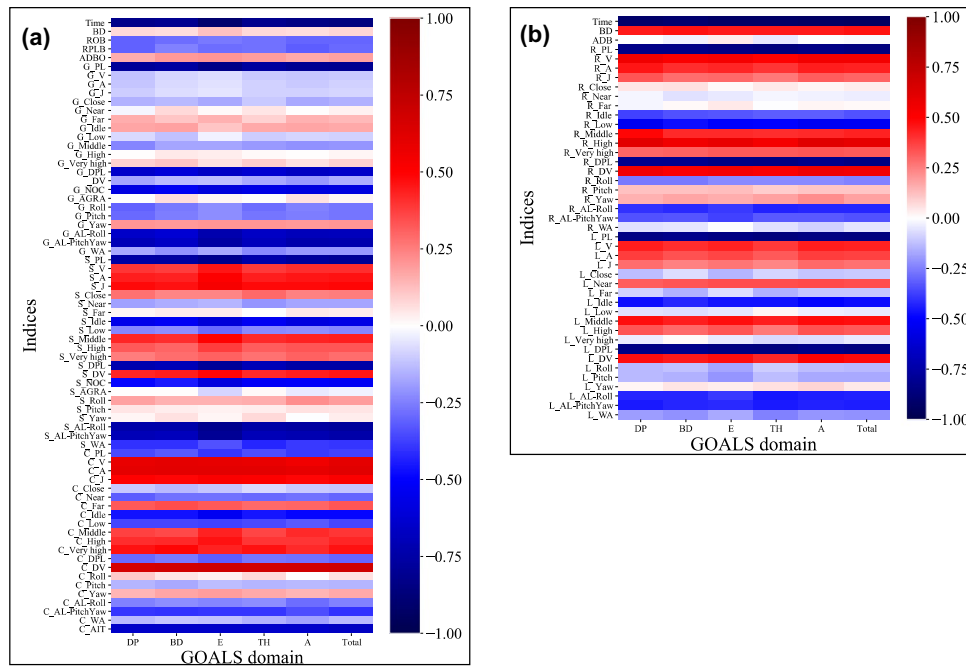 (a)
Indices
Time
BD
ROB
RPLB
ADBO
G_PL
G_V
G_A
G_J
G_Close
G_Near
G_Far
G_Idle
G_Low
G_Middle
G_High
G_Very high
G_DPL
DV
G_NOC
G_AGRA
G_Roll
G_Pitch
G_Yaw
G_AL-Roll
G_AL-PitchYaw
G_WA
S_PL
S_V
S_A
S_J
S_Close
S_Near
S_Far
S_Idle
S_Low
S_Middle
S_High
S_Very high
S_DPL
S_DV
S_NOC
S_AGRA
S_Roll
S_Pitch
S_Yaw
S_AL-Roll
S_AL-PitchYaw
S_WA
C_PL
C_V
C_A
C_J
C_Close
C_Near
C_Far
C_Idle
C_Low
C_Middle
C_High
C_Very high
C_DPL
C_DV
C_Roll
C_Pitch
C_Yaw
C_AL-Roll
C_AL-PitchYaw
C_WA
C_AIT
DP BD E TH A Total
GOALS domain
1.00
0.75
0.50
0.25
0.00
−0.25
−0.50
−0.75
−1.00
(b)
Indices
Time
BD
ADB
R_PL
R_V
R_A
R_J
R_Close
R_Near
R_Far
R_Idle
R_Low
R_Middle
R_High
R_Very high
R_DPL
R_DV
R_Roll
R_Pitch
R_Yaw
R_AL-Roll
R_AL-PitchYaw
R_WA
L_PL
L_V
L_A
L_J
L_Close
L_Near
L_Far
L_Idle
L_Low
L_Middle
L_High
L_Very high
L_DPL
L_DV
L_Roll
L_Pitch
L_Yaw
L_AL-Roll
L_AL-PitchYaw
L_WA
DP BD E TH A Total
GOALS domain
1.00
0.75
0.50
0.25
0.00
−0.25
−0.50
−0.75
−1.00